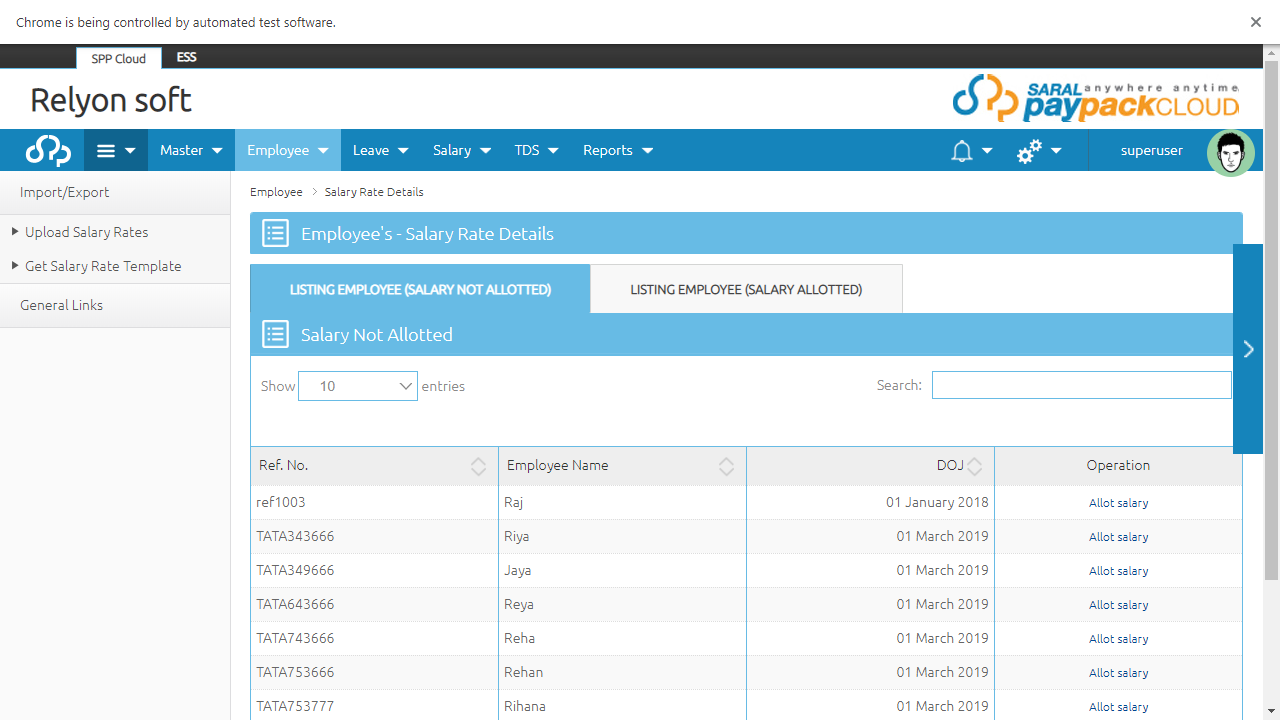 Chrome is being controlled by automated test software.
SPP Cloud ESS
Relyon soft
SARAL anywhere anytime
paypackCLOUD
Master Employee Leave Salary TDS Reports superuser
Import/Export
Upload Salary Rates
Get Salary Rate Template
General Links
Employee > Salary Rate Details
Employee's - Salary Rate Details
LISTING EMPLOYEE (SALARY NOT ALLOTTED) LISTING EMPLOYEE (SALARY ALLOTTED)
Salary Not Allotted
Show 10 entries Search:
Ref. No. Employee Name DOJ Operation
ref1003 Raj 01 January 2018 Allot salary
TATA343666 Riya 01 March 2019 Allot salary
TATA349666 Jaya 01 March 2019 Allot salary
TATA643666 Reya 01 March 2019 Allot salary
TATA743666 Reha 01 March 2019 Allot salary
TATA753666 Rehan 01 March 2019 Allot salary
TATA753777 Rihana 01 March 2019 Allot salary